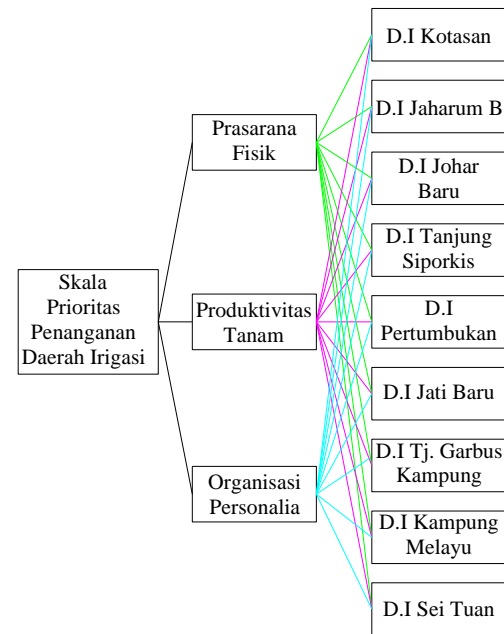 Skala
Prioritas
Penanganan
Daerah Irigasi
Prasarana
Fisik
Produktivitas
Tanam
Organisasi
Personalia
D.I Kotasan
D.I Jaharum B
D.I Johar
Baru
D.I Tanjung
Siporkis
D.I
Pertumbukan
D.I Jati Baru
D.I Tj. Garbus
Kampung
D.I Kampung
Melayu
D.I Sei Tuan